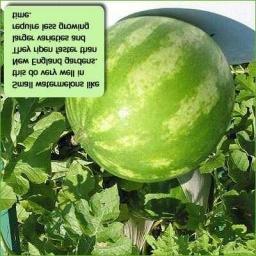 Small watermelons like
this do very well in
New England gardens.
They ripen faster than
larger varieties and
require less growing
time.